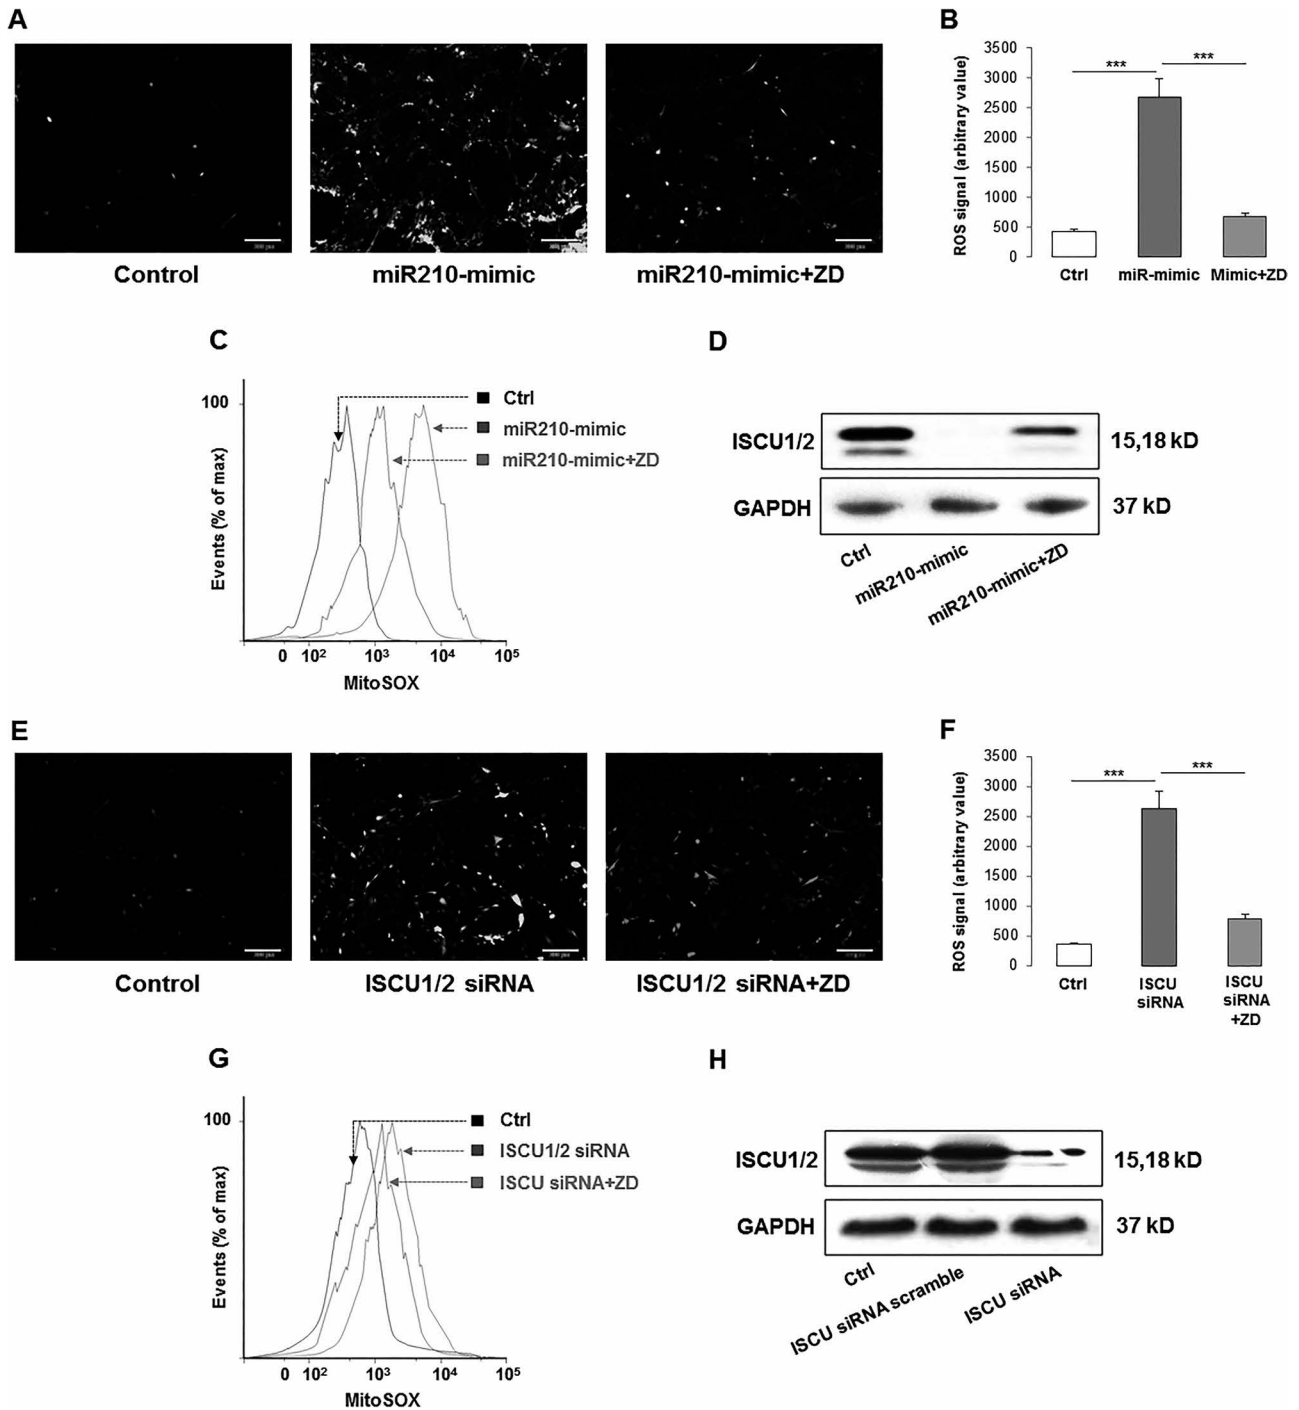 A
B
Control
miR210-mimic
miR210-mimic+ZD
ROS signal (arbitrary value)
3500
3000
2500
2000
1500
1000
500
0
***
***
Ctrl
miR-mimic
Mimic+ZD
C
D
Events (% of max)
100
Ctrl
miR210-mimic
miR210-mimic+ZD
0
10²
10³
10⁴
10⁵
MitoSOX
ISCU1/2
15,18 kD
GAPDH
37 kD
Ctrl
miR210-mimic
miR210-mimic+ZD
E
F
Control
ISCU1/2 siRNA
ISCU1/2 siRNA+ZD
ROS signal (arbitrary value)
3500
3000
2500
2000
1500
1000
500
0
***
***
Ctrl
ISCU
siRNA
ISCU
siRNA
+ZD
G
H
Events (% of max)
100
Ctrl
ISCU1/2 siRNA
ISCU siRNA+ZD
0
10²
10³
10⁴
10⁵
MitoSOX
ISCU1/2
15,18 kD
GAPDH
37 kD
Ctrl
ISCU siRNA scramble
ISCU siRNA